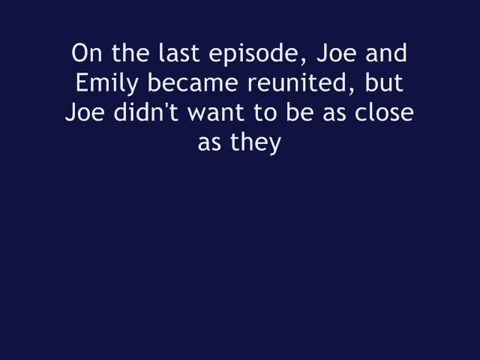 On the last episode, Joe and
Emily became reunited, but
Joe didn't want to be as close
as they